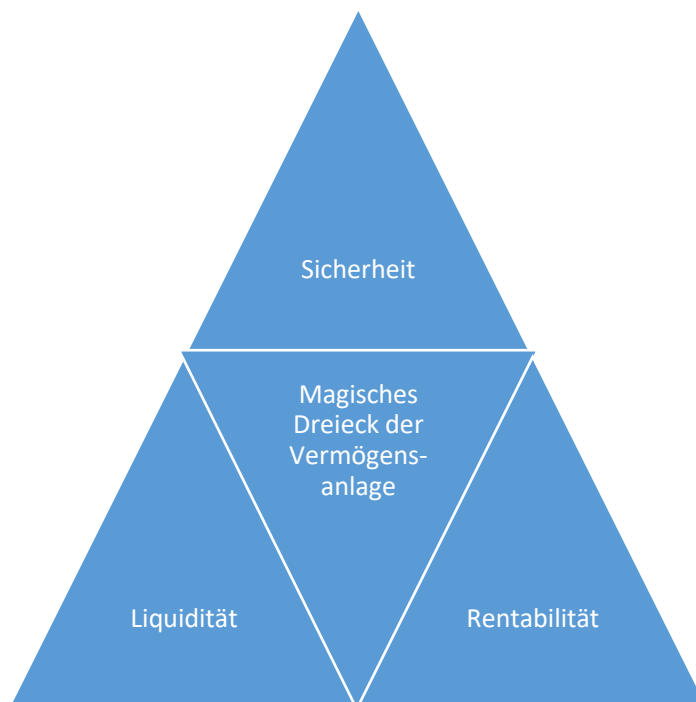 Sicherheit
Magisches
Dreieck der
Vermögens-
anlage
Liquidität
Rentabilität